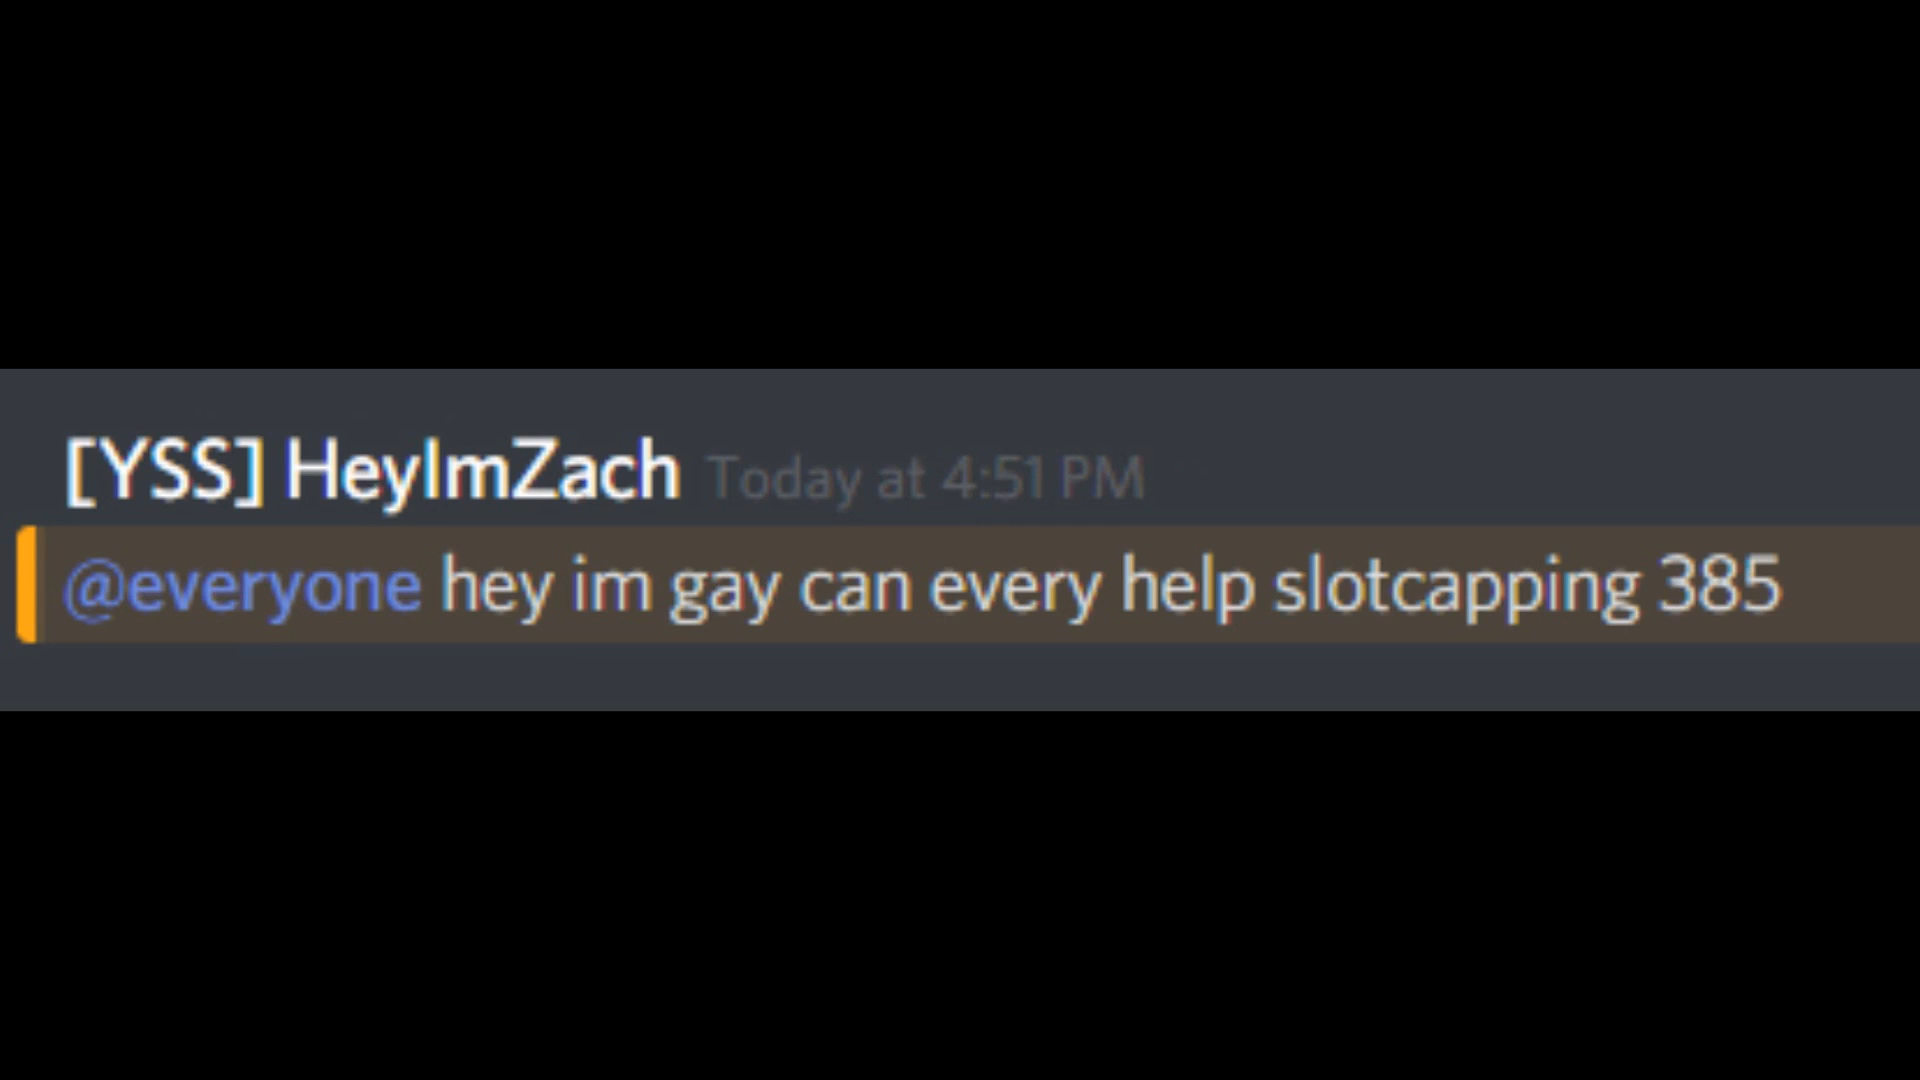 [YSS] HeyImZach Today at 4:51 PM
@everyone hey im gay can every help slotcapping 385